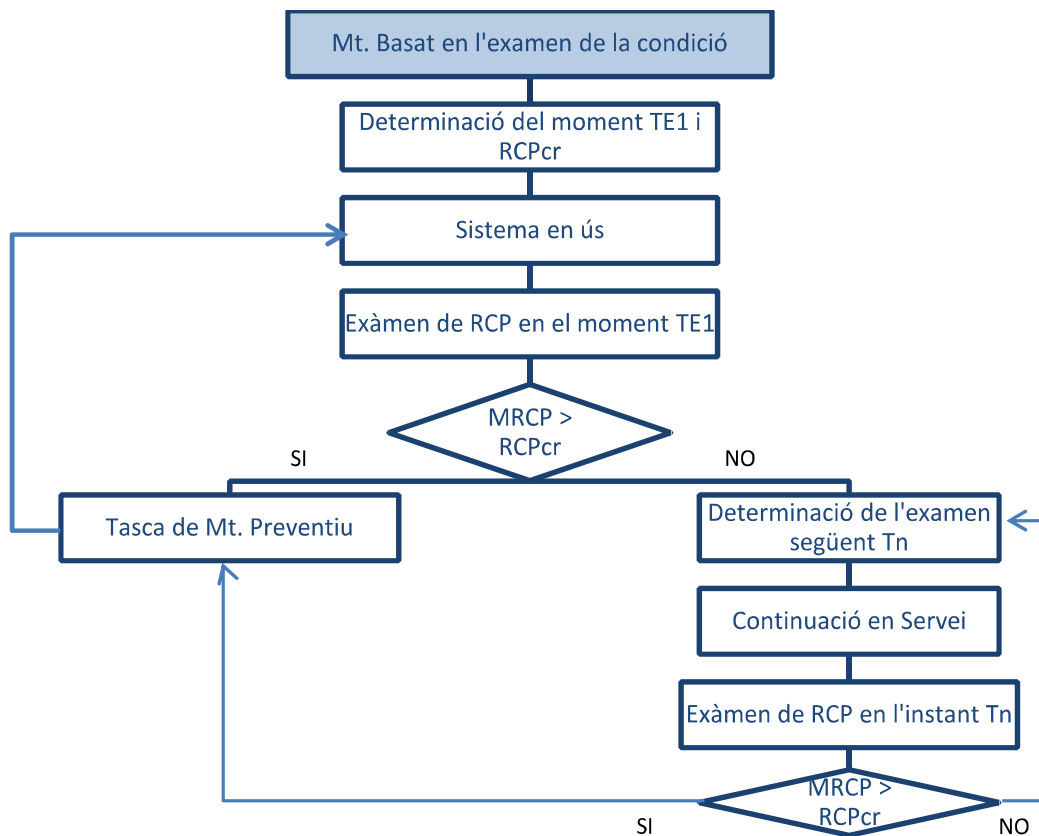 Mt. Basat en l'examen de la condició
Determinació del moment TE1 i
RCPcr
Sistema en ús
Exàmen de RCP en el moment TE1
MRCP >
RCPcr
SI
NO
Tasca de Mt. Preventiu
Determinació de l'examen
següent Tn
Continuació en Servei
Exàmen de RCP en l'instant Tn
MRCP >
RCPcr
SI
NO